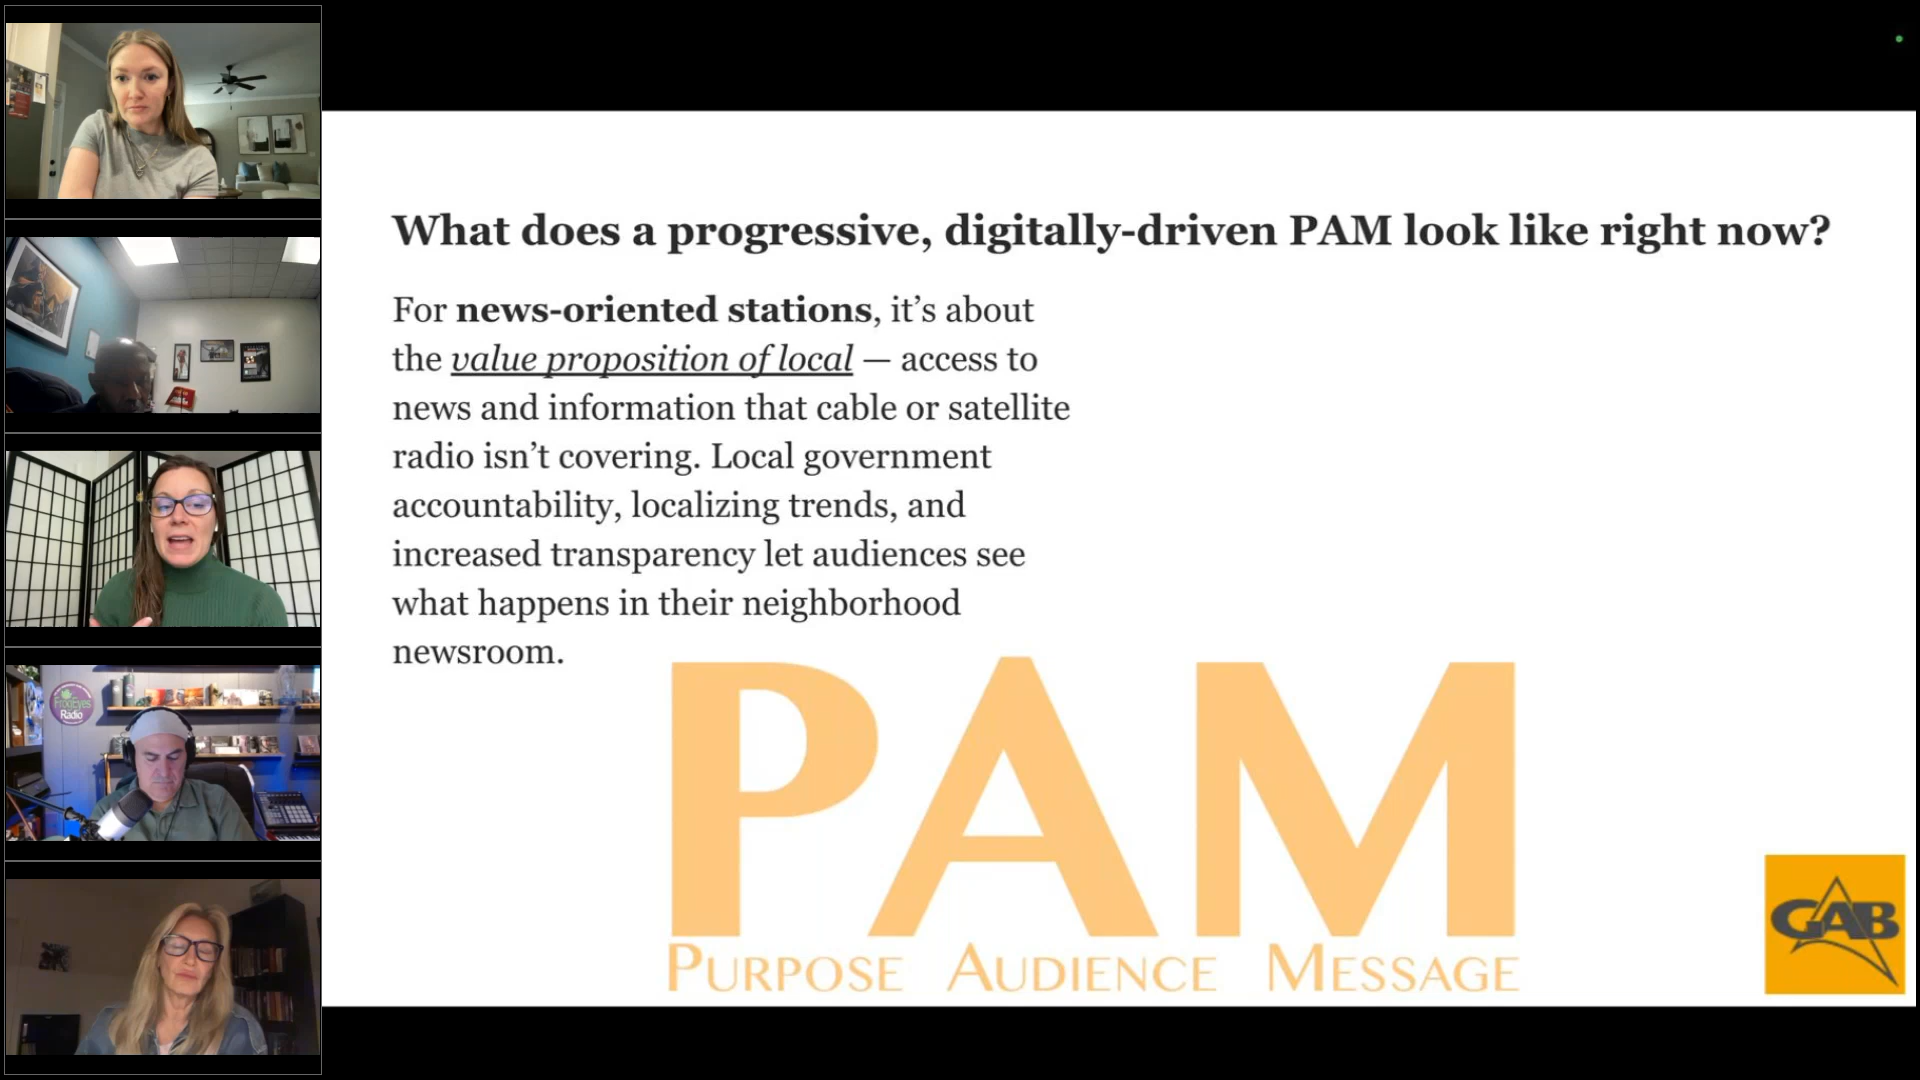 What does a progressive, digitally-driven PAM look like right now?
For news-oriented stations, it’s about
the value proposition of local — access to
news and information that cable or satellite
radio isn’t covering. Local government
accountability, localizing trends, and
increased transparency let audiences see
what happens in their neighborhood
newsroom.
PAM
PURPOSE AUDIENCE MESSAGE
GAB
FrogEyes
Radio